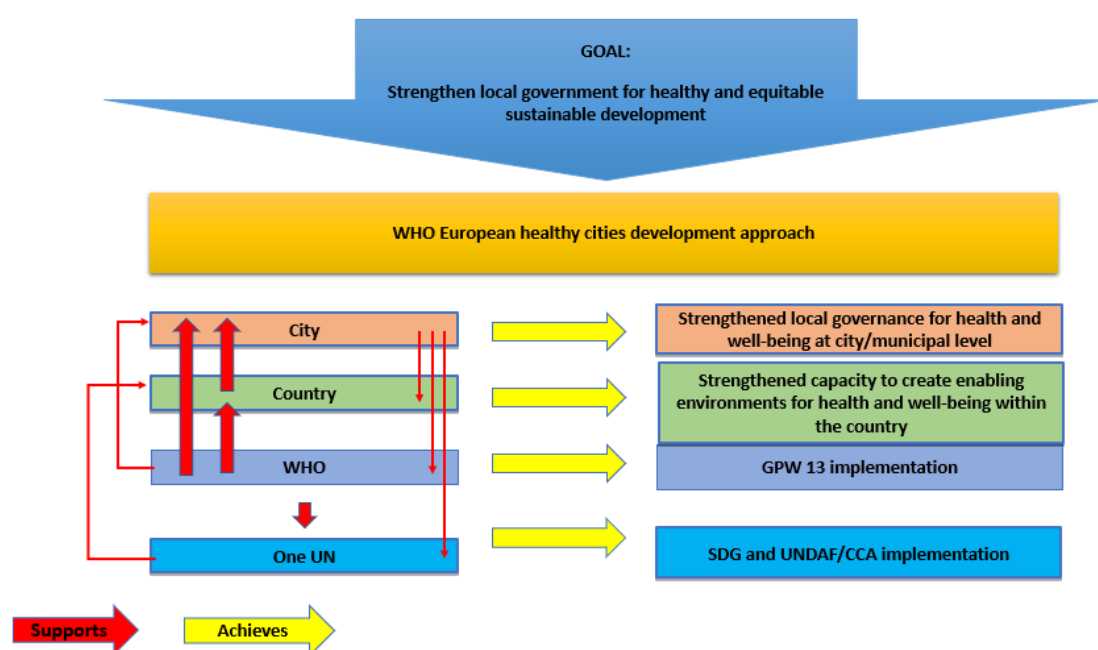 GOAL:
Strengthen local government for healthy and equitable
sustainable development
WHO European healthy cities development approach
City
Strengthened local governance for health and
well-being at city/municipal level
Country
Strengthened capacity to create enabling
environments for health and well-being within
the country
WHO
GPW 13 implementation
One UN
SDG and UNDAF/CCA implementation
Supports
Achieves